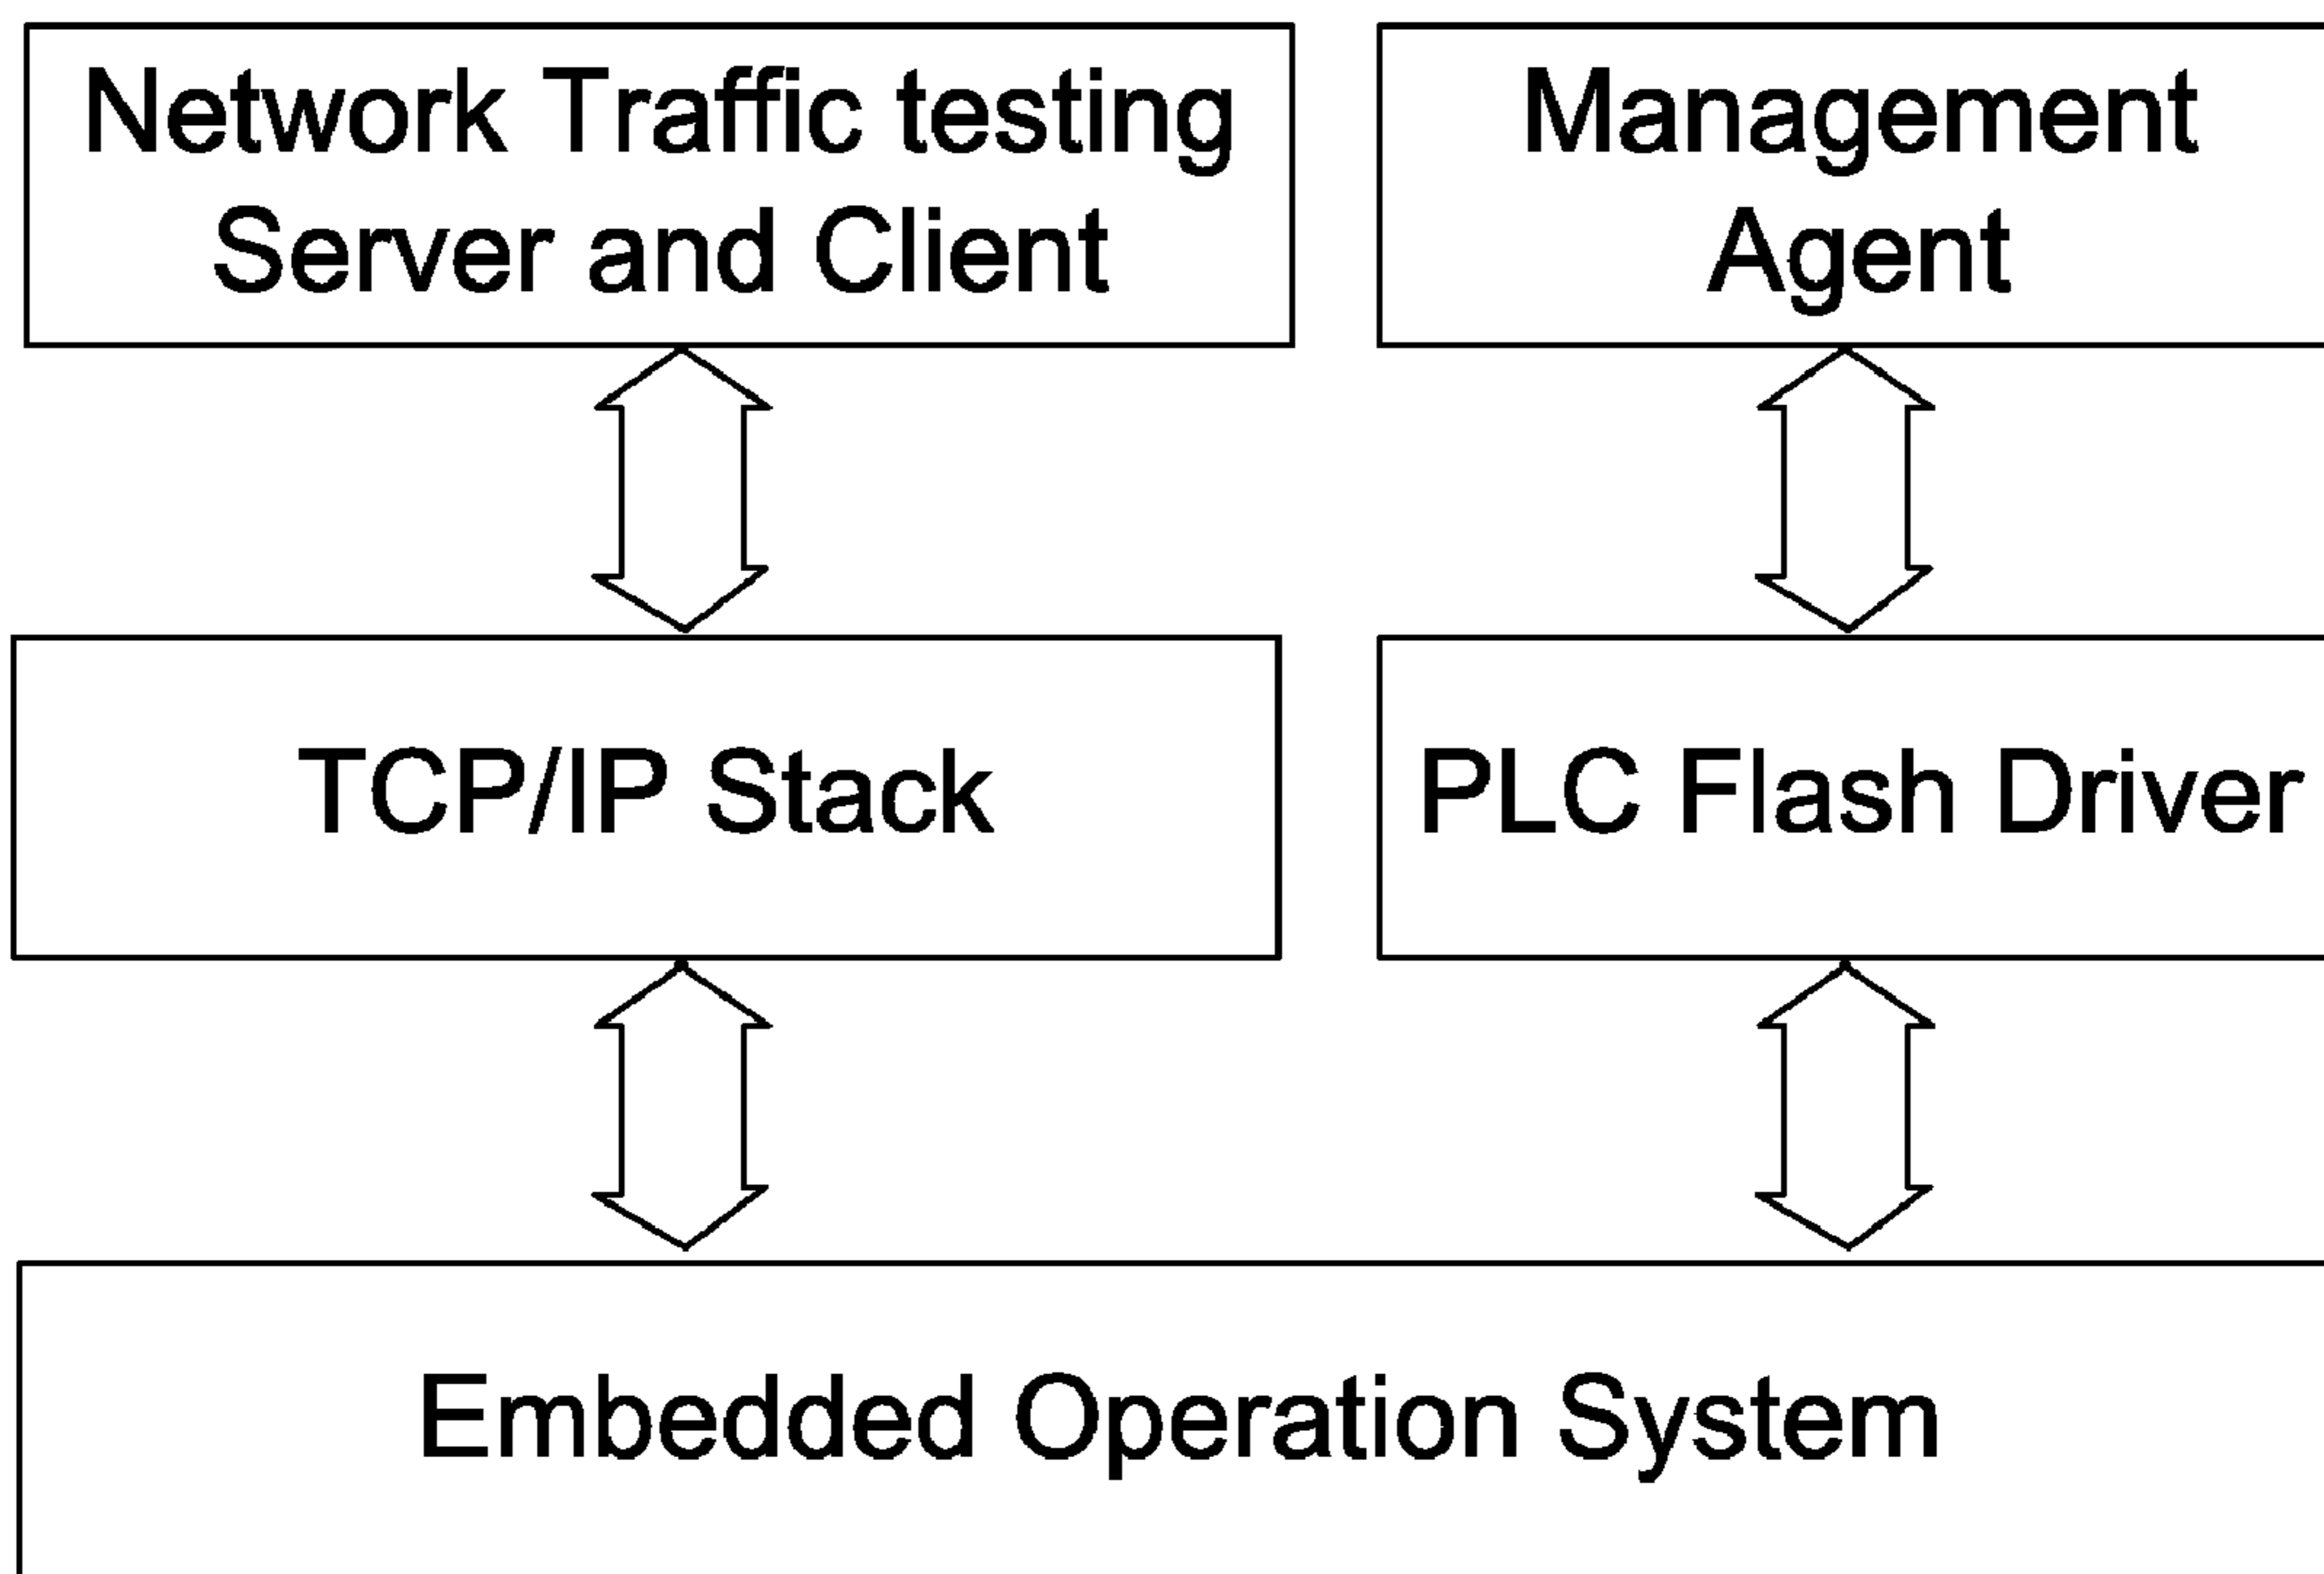 Network Traffic testing
Server and Client
Management
Agent
TCP/IP Stack
PLC Flash Driver
Embedded Operation System